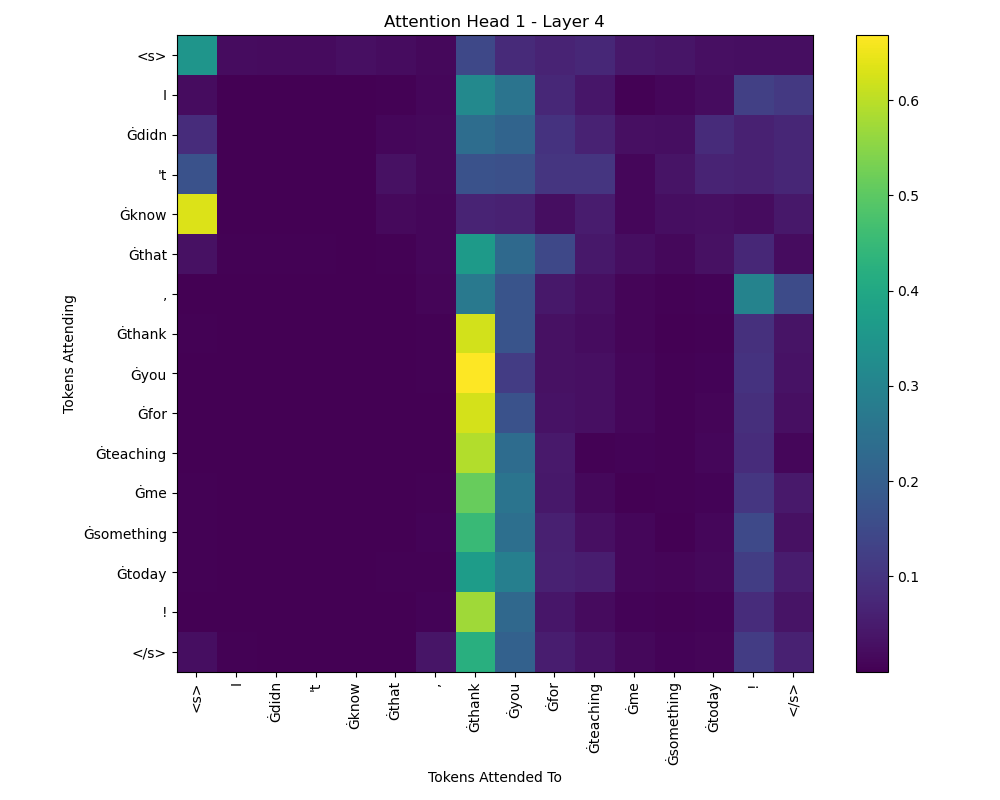 Attention Head 1 - Layer 4
<s>
I
Ġdidn
't
Ġknow
Ġthat
,
Ġthank
Ġyou
Ġfor
Ġteaching
Ġme
Ġsomething
Ġtoday
!
</s>
Tokens Attending
<s>
I
Ġdidn
't
Ġknow
Ġthat
,
Ġthank
Ġyou
Ġfor
Ġteaching
Ġme
Ġsomething
Ġtoday
!
</s>
Tokens Attended To
0.6
0.5
0.4
0.3
0.2
0.1